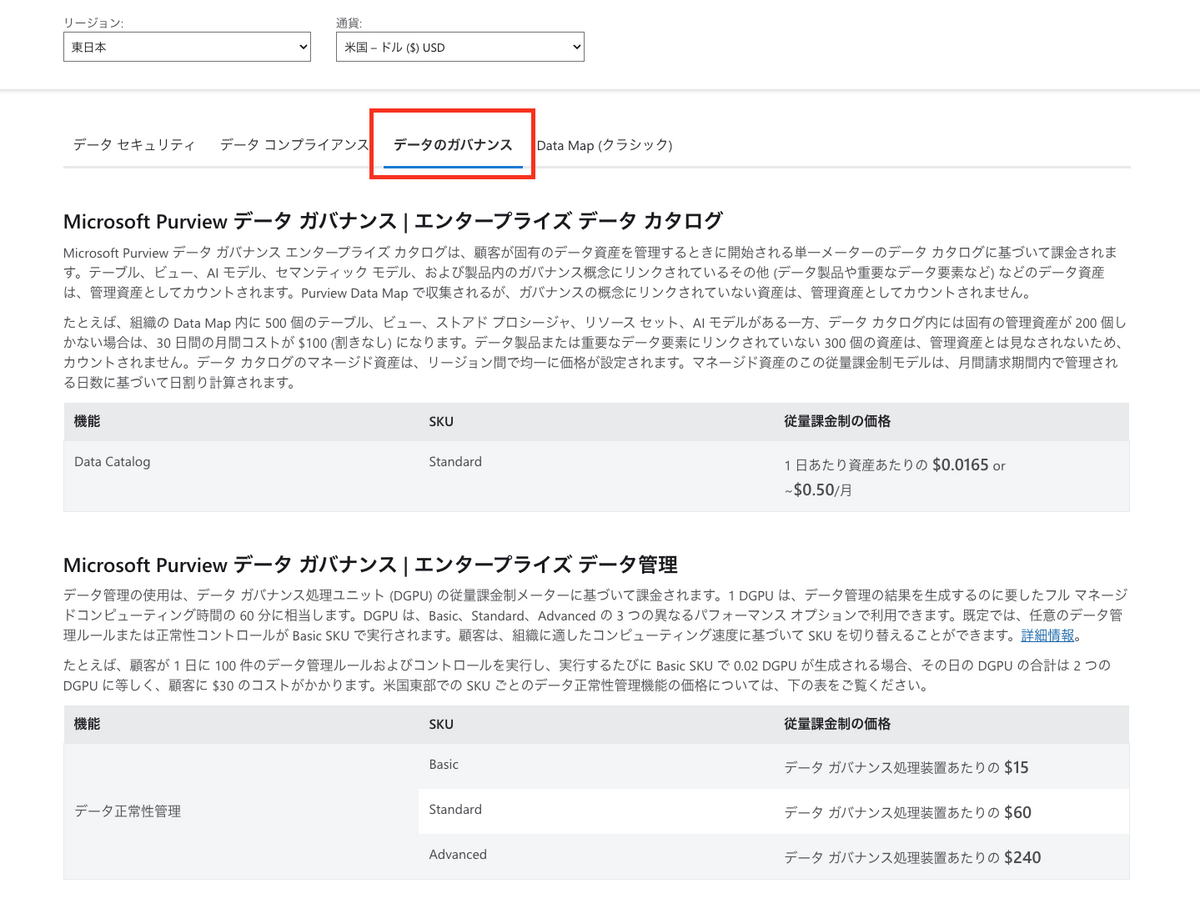 リージョン:
通貨:
東日本
米国 – ドル ($) USD
データ セキュリティ
データ コンプライアンス
データのガバナンス
Data Map (クラシック)
Microsoft Purview データ ガバナンス | エンタープライズ データ カタログ
Microsoft Purview データ ガバナンス エンタープライズ カタログは、顧客が固有のデータ資産を管理するときに開始される単一メーターのデータ カタログに基づいて課金されま
す。テーブル、ビュー、AI モデル、セマンティック モデル、および製品内のガバナンス概念にリンクされているその他 (データ製品や重要なデータ要素など) などのデータ資産
は、管理資産としてカウントされます。Purview Data Map で収集されるが、ガバナンスの概念にリンクされていない資産は、管理資産としてカウントされません。
たとえば、組織の Data Map 内に 500 個のテーブル、ビュー、ストアド プロシージャ、リソース セット、AI モデルがある一方、データ カタログ内には固有の管理資産が 200 個し
かない場合は、30 日間の月間コストが $100 (割きなし) になります。データ製品または重要なデータ要素にリンクされていない 300 個の資産は、管理資産とは見なされないため、
カウントされません。データ カタログのマネージド資産は、リージョン間で均一に価格が設定されます。マネージド資産のこの従量課金制モデルは、月間請求期間内で管理され
る日数に基づいて日割り計算されます。
機能
SKU
従量課金制の価格
Data Catalog
Standard
1 日あたり資産あたりの $0.0165 or
~$0.50/月
Microsoft Purview データ ガバナンス | エンタープライズ データ管理
データ管理の使用は、データ ガバナンス処理ユニット (DGPU) の従量課金制メーターに基づいて課金されます。1 DGPU は、データ管理の結果を生成するのに要したフル マネージ
ドコンピューティング時間の 60 分に相当します。DGPU は、Basic、Standard、Advanced の 3 つの異なるパフォーマンス オプションで利用できます。既定では、任意のデータ管
理ルールまたは正常性コントロールが Basic SKU で実行されます。顧客は、組織に適したコンピューティング速度に基づいて SKU を切り替えることができます。詳細情報。
たとえば、顧客が 1 日に 100 件のデータ管理ルールおよびコントロールを実行し、実行するたびに Basic SKU で 0.02 DGPU が生成される場合、その日の DGPU の合計は 2 つの
DGPU に等しく、顧客に $30 のコストがかかります。米国東部での SKU ごとのデータ正常性管理機能の価格については、下の表をご覧ください。
機能
SKU
従量課金制の価格
データ正常性管理
Basic
データ ガバナンス処理装置あたりの $15
Standard
データ ガバナンス処理装置あたりの $60
Advanced
データ ガバナンス処理装置あたりの $240